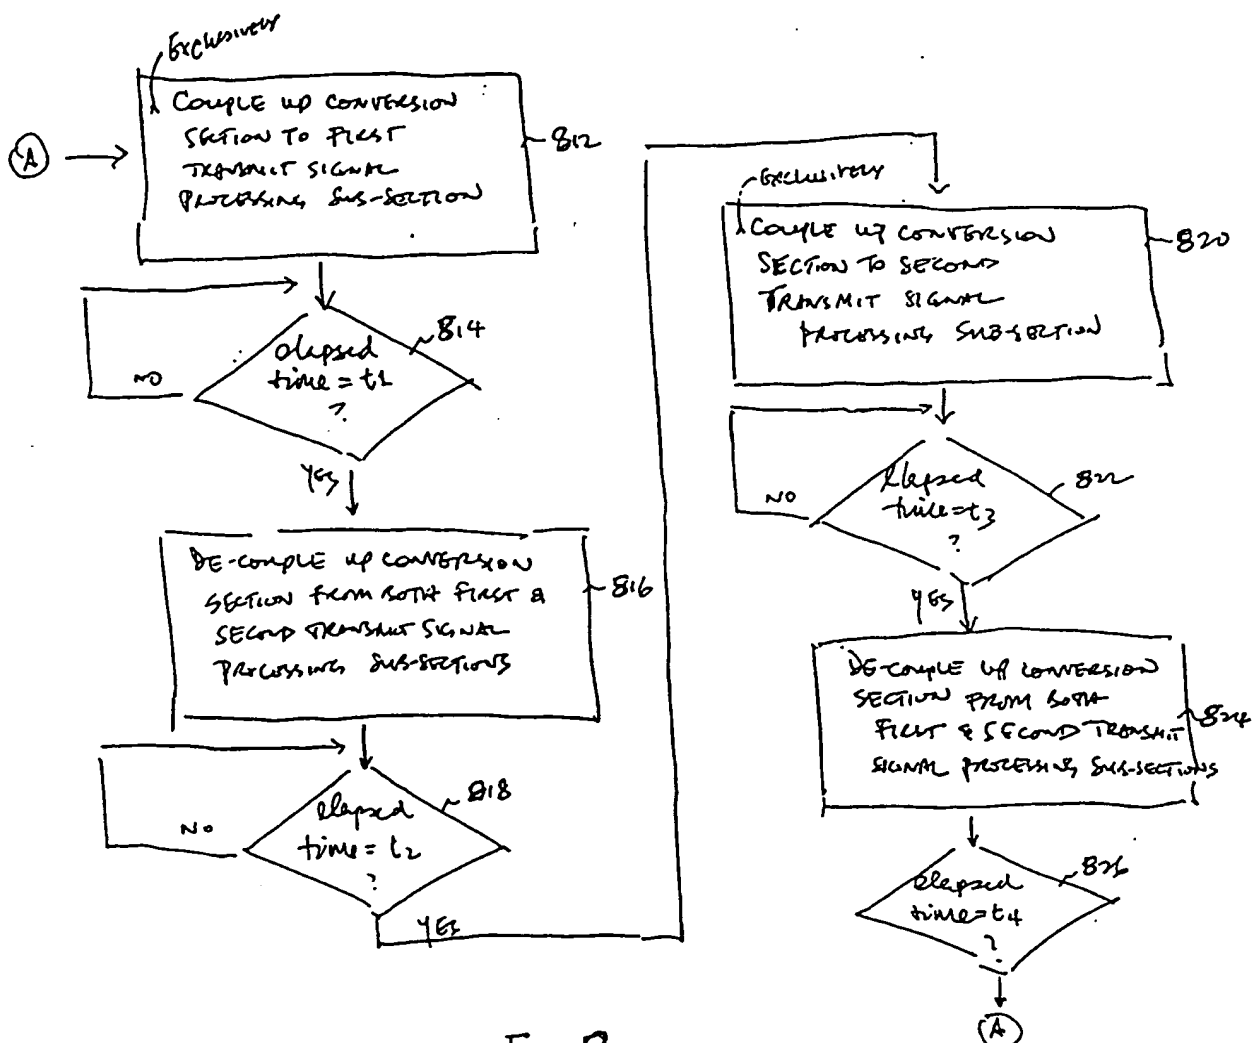 EXCLUSIVELY
COUPLE UP CONVERSION
SECTION TO FIRST
TRANSMIT SIGNAL
PROCESSING SUB-SECTION
812
A
elapsed
time = t1
?
814
NO
YES
DE-COUPLE UP CONVERSION
SECTION FROM BOTH FIRST &
SECOND TRANSMIT SIGNAL
PROCESSING SUB-SECTIONS
816
elapsed
time = t2
?
818
NO
YES
EXCLUSIVELY
COUPLE UP CONVERSION
SECTION TO SECOND
TRANSMIT SIGNAL
PROCESSING SUB-SECTION
820
elapsed
time=t3
?
822
NO
YES
DE-COUPLE UP CONVERSION
SECTION FROM BOTH
FIRST & SECOND TRANSMIT
SIGNAL PROCESSING SUB-SECTIONS
824
elapsed
time=t4
?
826
A